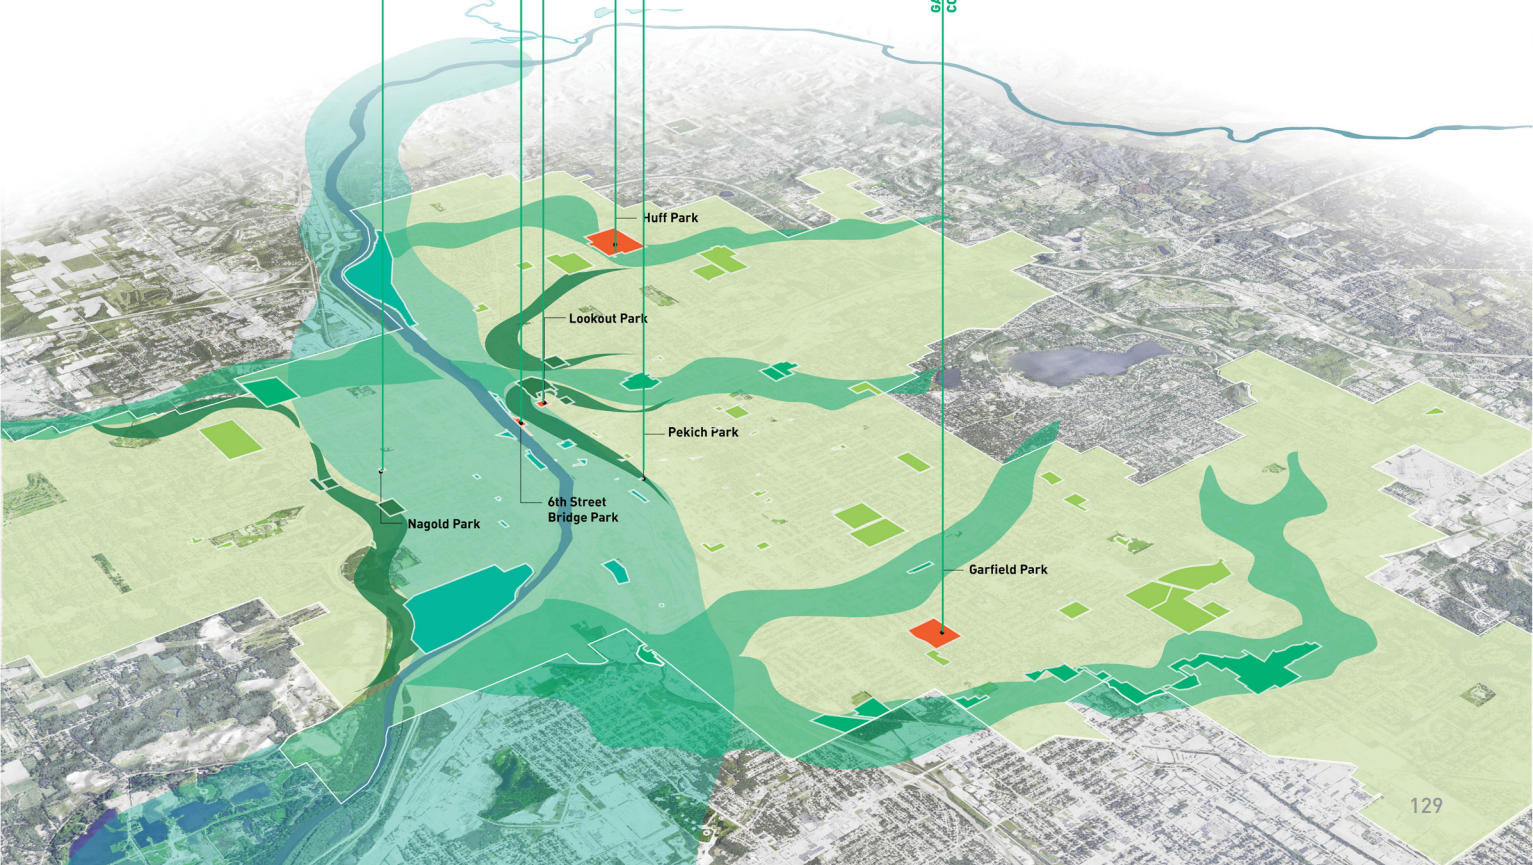 Huff Park
Lookout Park
Pekich Park
6th Street
Bridge Park
Nagold Park
Garfield Park
129